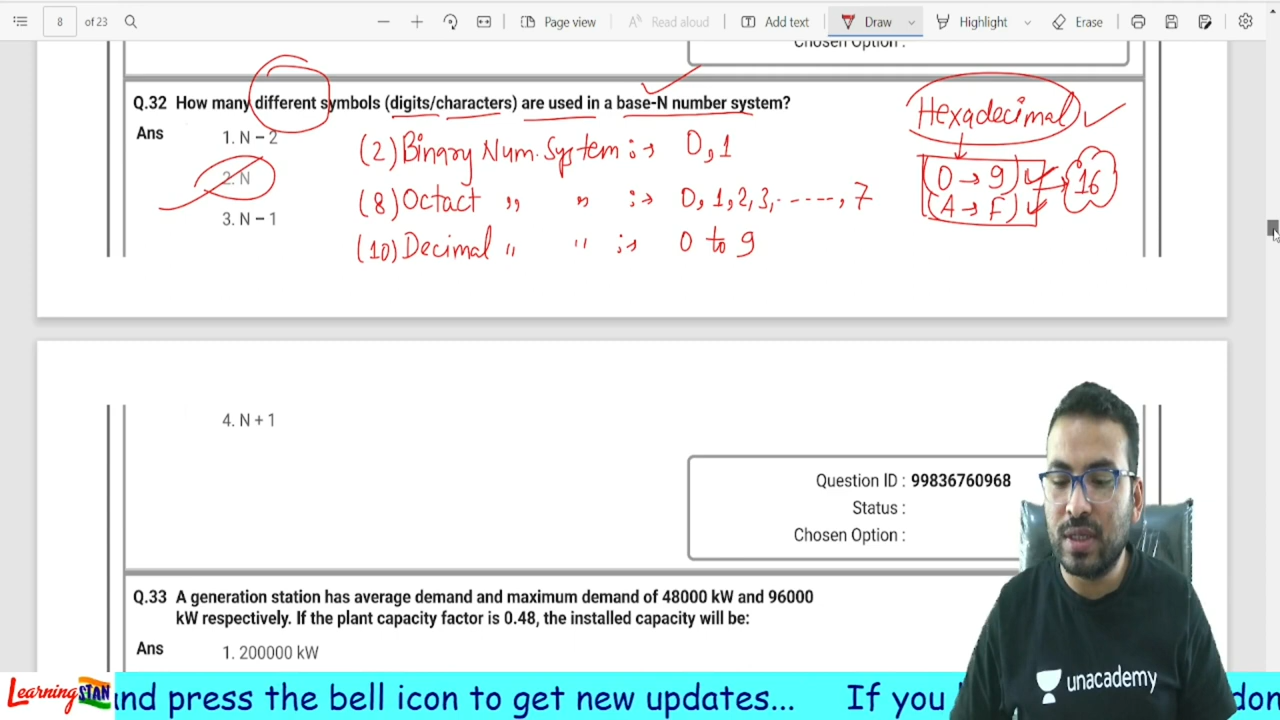 8 of 23 Page view Read aloud Add text Draw Highlight Erase
Chosen Option :
Q.32 How many different symbols (digits/characters) are used in a base-N number system?
Ans 1. N – 2
2. N
3. N – 1
(2) Binary Num. System :→ 0, 1
(8) Octact ,, ,, :→ 0, 1, 2, 3, ------, 7
(10) Decimal ,, ,, :→ 0 to 9
Hexadecimal
(0 → 9)
(A → F)
16
4. N + 1
Question ID : 99836760968
Status :
Chosen Option :
Q.33 A generation station has average demand and maximum demand of 48000 kW and 96000
kW respectively. If the plant capacity factor is 0.48, the installed capacity will be:
Ans 1. 200000 kW
unacademy
Learning STAN
and press the bell icon to get new updates... If you